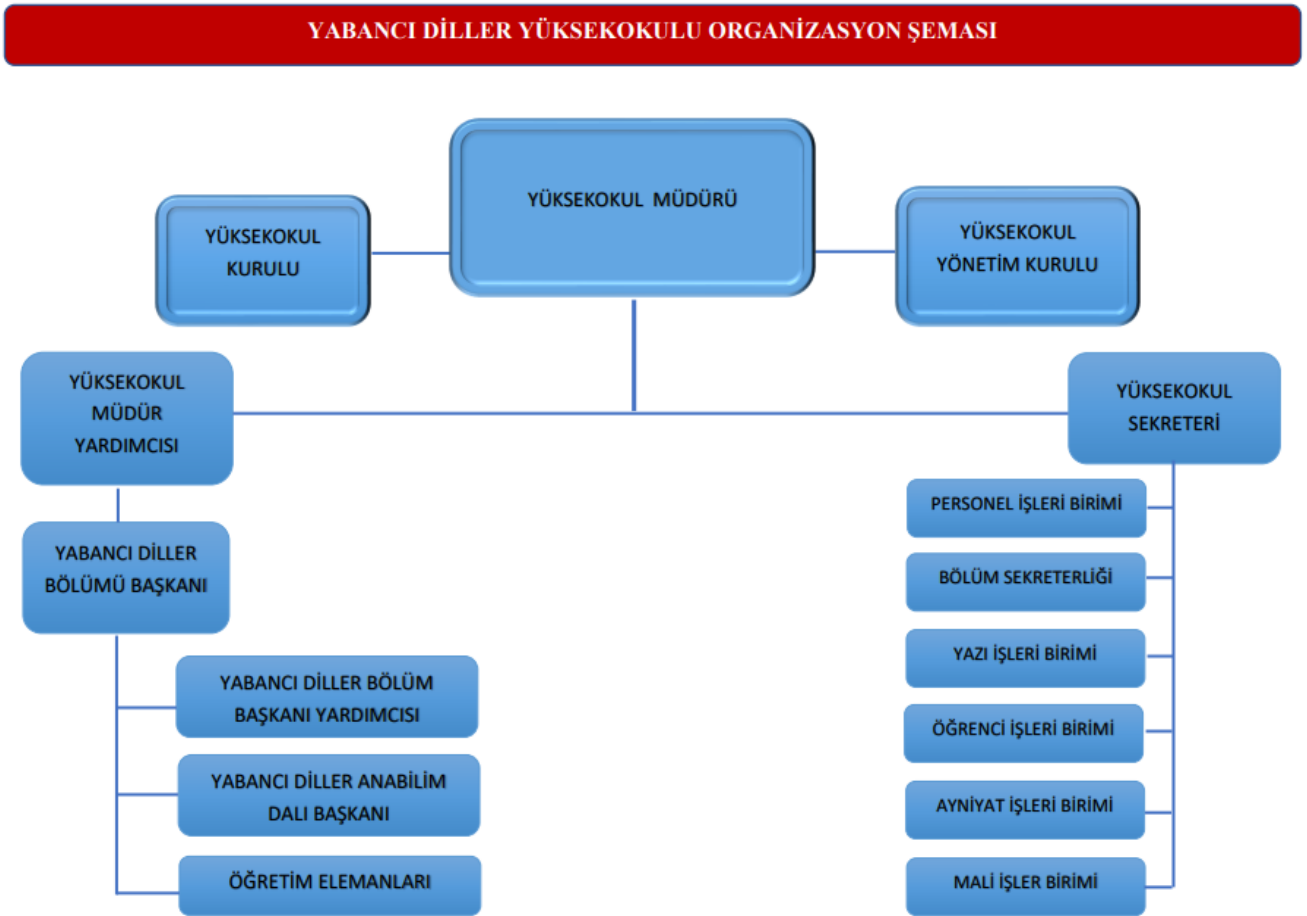 YABANCI DİLLER YÜKSEKOKULU ORGANİZASYON ŞEMASI
YÜKSEKOKUL MÜDÜRÜ
YÜKSEKOKUL
KURULU
YÜKSEKOKUL
YÖNETİM KURULU
YÜKSEKOKUL
MÜDÜR
YARDIMCISI
YÜKSEKOKUL
SEKRETERİ
YABANCI DİLLER
BÖLÜMÜ BAŞKANI
YABANCI DİLLER BÖLÜM
BAŞKANI YARDIMCISI
YABANCI DİLLER ANABİLİM
DALI BAŞKANI
ÖĞRETİM ELEMANLARI
PERSONEL İŞLERİ BİRİMİ
BÖLÜM SEKRETERLİĞİ
YAZI İŞLERİ BİRİMİ
ÖĞRENCİ İŞLERİ BİRİMİ
AYNİYAT İŞLERİ BİRİMİ
MALİ İŞLER BİRİMİ